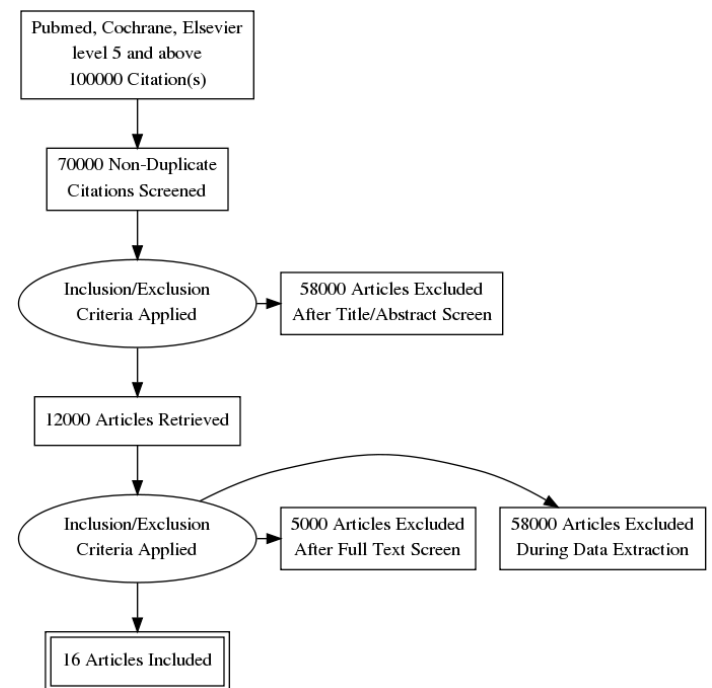 Pubmed, Cochrane, Elsevier
level 5 and above
100000 Citation(s)
70000 Non-Duplicate
Citations Screened
Inclusion/Exclusion
Criteria Applied
58000 Articles Excluded
After Title/Abstract Screen
12000 Articles Retrieved
Inclusion/Exclusion
Criteria Applied
5000 Articles Excluded
After Full Text Screen
58000 Articles Excluded
During Data Extraction
16 Articles Included